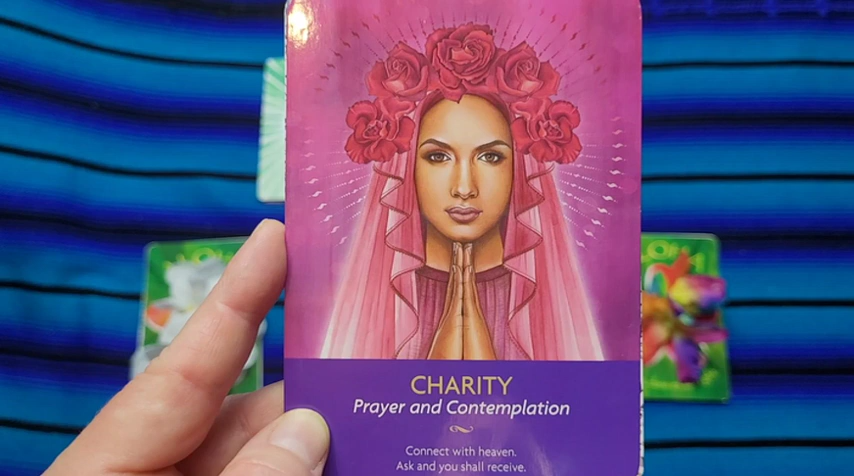 CHARITY
Prayer and Contemplation
Connect with heaven.
Ask and you shall receive.